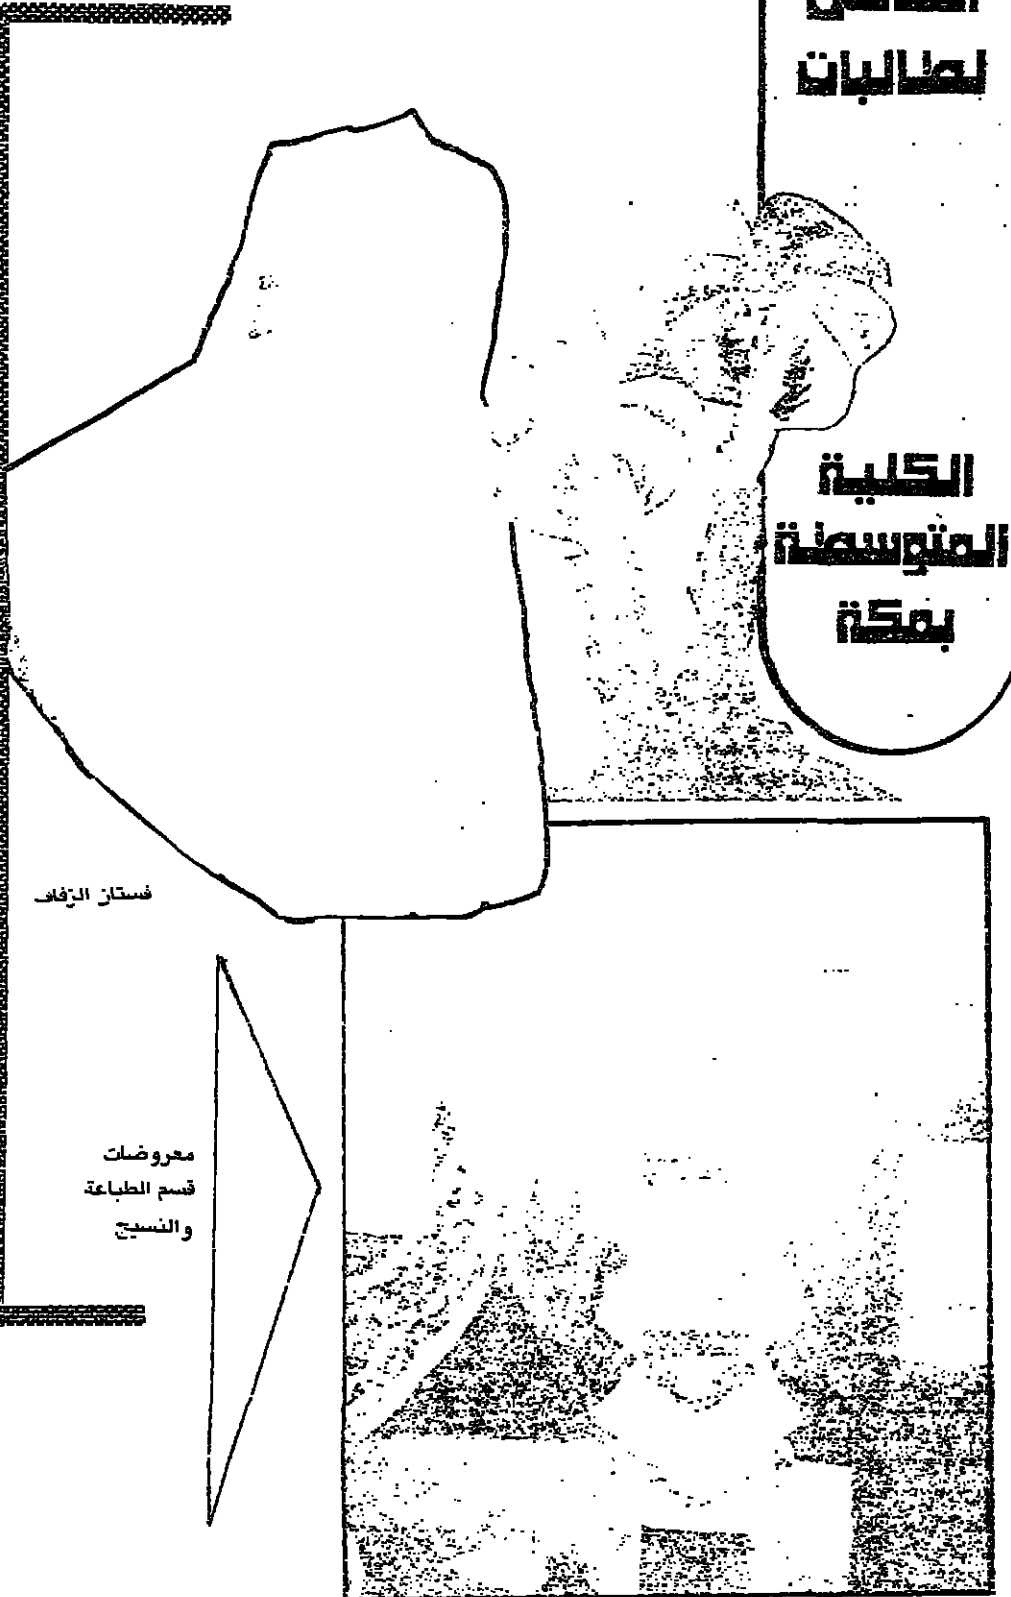 لطالبات
الكلية
المتوسطة
بمكة
فستان الزفاف
معروضات
قسم الطباعة
والنسيج